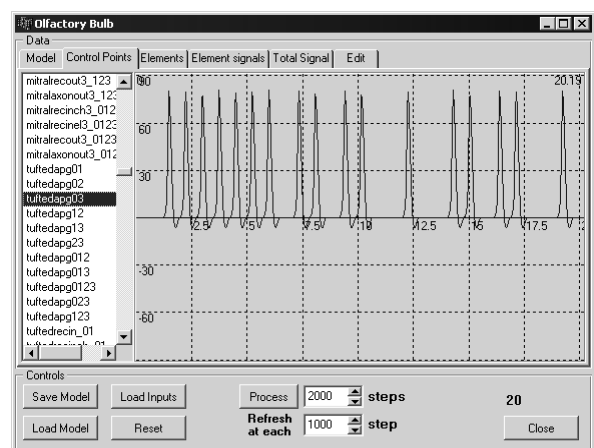 Olfactory Bulb
Data
Model Control Points Elements Element signals Total Signal Edit
mitralrecout3_123
mitralaxonout3_123
mitralrecinch3_012
mitralrecinel3_0123
mitralrecout3_0123
mitralaxonout3_012
tuftedapg01
tuftedapg02
tuftedapg03
tuftedapg12
tuftedapg13
tuftedapg23
tuftedapg012
tuftedapg013
tuftedapg0123
tuftedapg023
tuftedapg123
tuftedrecin_01
90 20.19
60
30
2.5 5 7.5 10 12.5 15 17.5
-30
-60
Controls
Save Model Load Inputs Process 2000 steps 20
Load Model Reset Refresh at each 1000 step Close